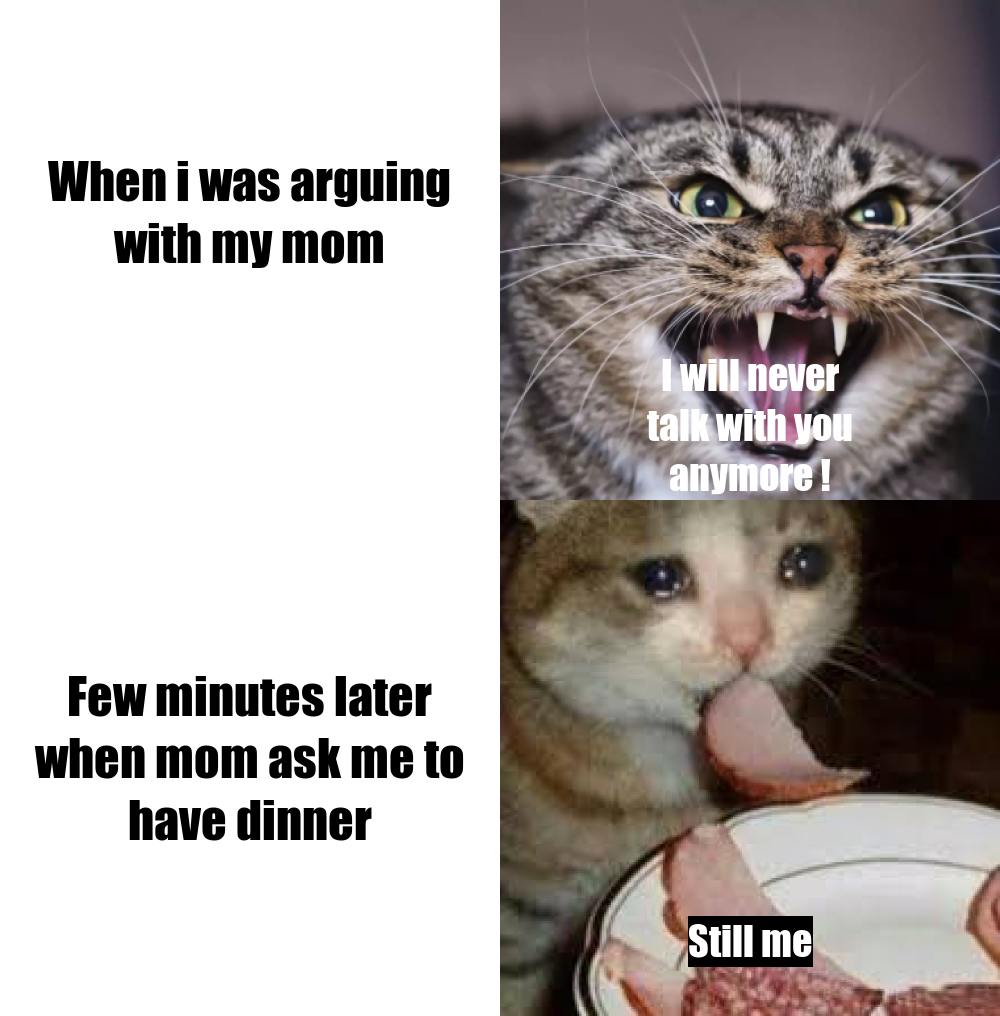 When i was arguing
with my mom
I will never
talk with you
anymore !
Few minutes later
when mom ask me to
have dinner
Still me